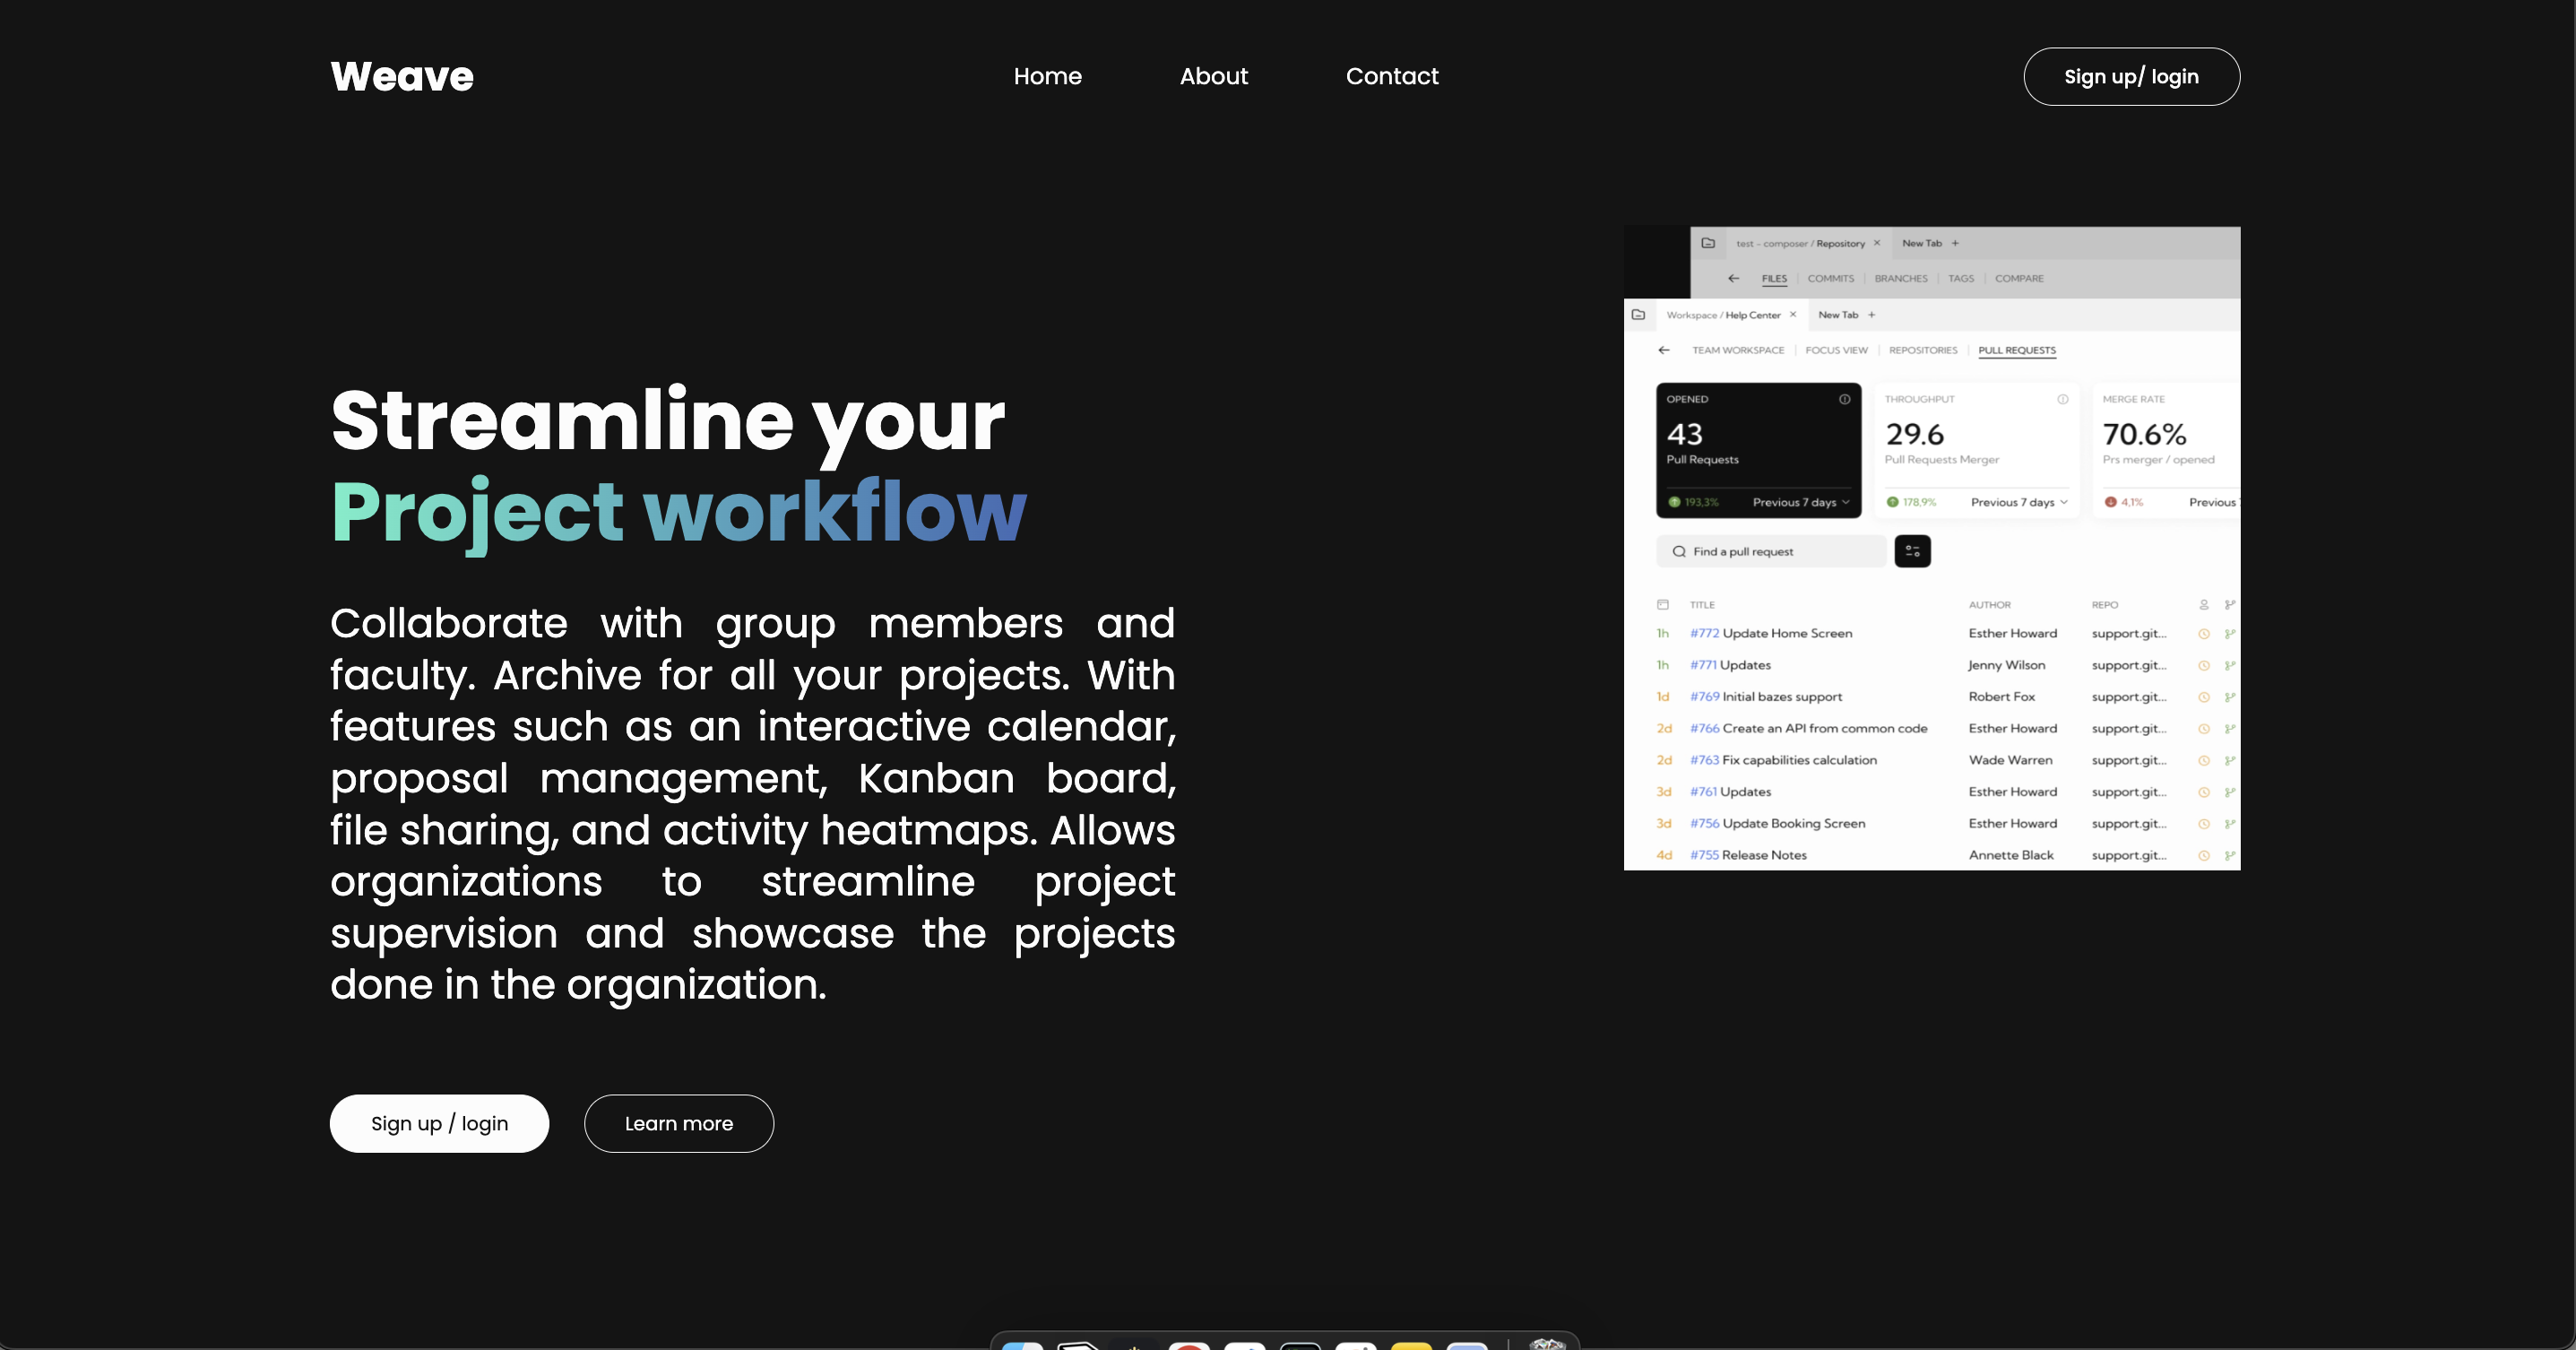 Weave
Home About Contact
Sign up/ login
test - composer / Repository × New Tab +
FILES COMMITS BRANCHES TAGS COMPARE
Workspace / Help Center × New Tab +
TEAM WORKSPACE FOCUS VIEW REPOSITORIES PULL REQUESTS
OPENED THROUGHPUT MERGE RATE
43 29.6 70.6%
Pull Requests Pull Requests Merger Prs merger / opened
193,3% Previous 7 days 178,9% Previous 7 days 4,1% Previous
Find a pull request
TITLE AUTHOR REPO
1h #772 Update Home Screen Esther Howard support.git...
1h #771 Updates Jenny Wilson support.git...
1d #769 Initial bazes support Robert Fox support.git...
2d #766 Create an API from common code Esther Howard support.git...
2d #763 Fix capabilities calculation Wade Warren support.git...
3d #761 Updates Esther Howard support.git...
3d #756 Update Booking Screen Esther Howard support.git...
4d #755 Release Notes Annette Black support.git...
Streamline your
Project workflow
Collaborate with group members and
faculty. Archive for all your projects. With
features such as an interactive calendar,
proposal management, Kanban board,
file sharing, and activity heatmaps. Allows
organizations to streamline project
supervision and showcase the projects
done in the organization.
Sign up / login
Learn more